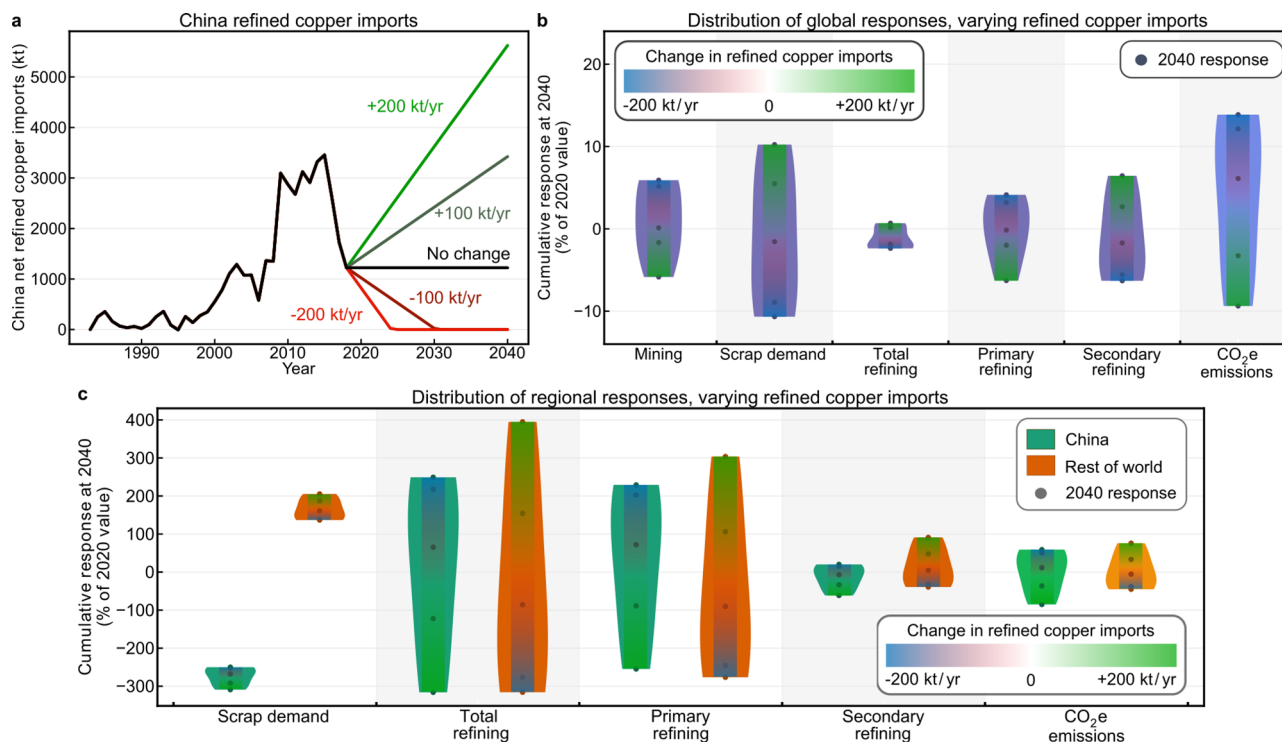 a
China refined copper imports
China net refined copper imports (kt)
5000
4000
3000
2000
1000
0
+200 kt/yr
+100 kt/yr
No change
-100 kt/yr
-200 kt/yr
1990
2000
2010
2020
2030
2040
Year
b
Distribution of global responses, varying refined copper imports
Cumulative response at 2040
(% of 2020 value)
20
10
0
−10
Change in refined copper imports
-200 kt/yr
0
+200 kt/yr
2040 response
Mining
Scrap demand
Total
refining
Primary
refining
Secondary
refining
CO2e
emissions
c
Distribution of regional responses, varying refined copper imports
Cumulative response at 2040
(% of 2020 value)
400
300
200
100
0
−100
−200
−300
China
Rest of world
2040 response
Change in refined copper imports
-200 kt/yr
0
+200 kt/yr
Scrap demand
Total
refining
Primary
refining
Secondary
refining
CO2e
emissions